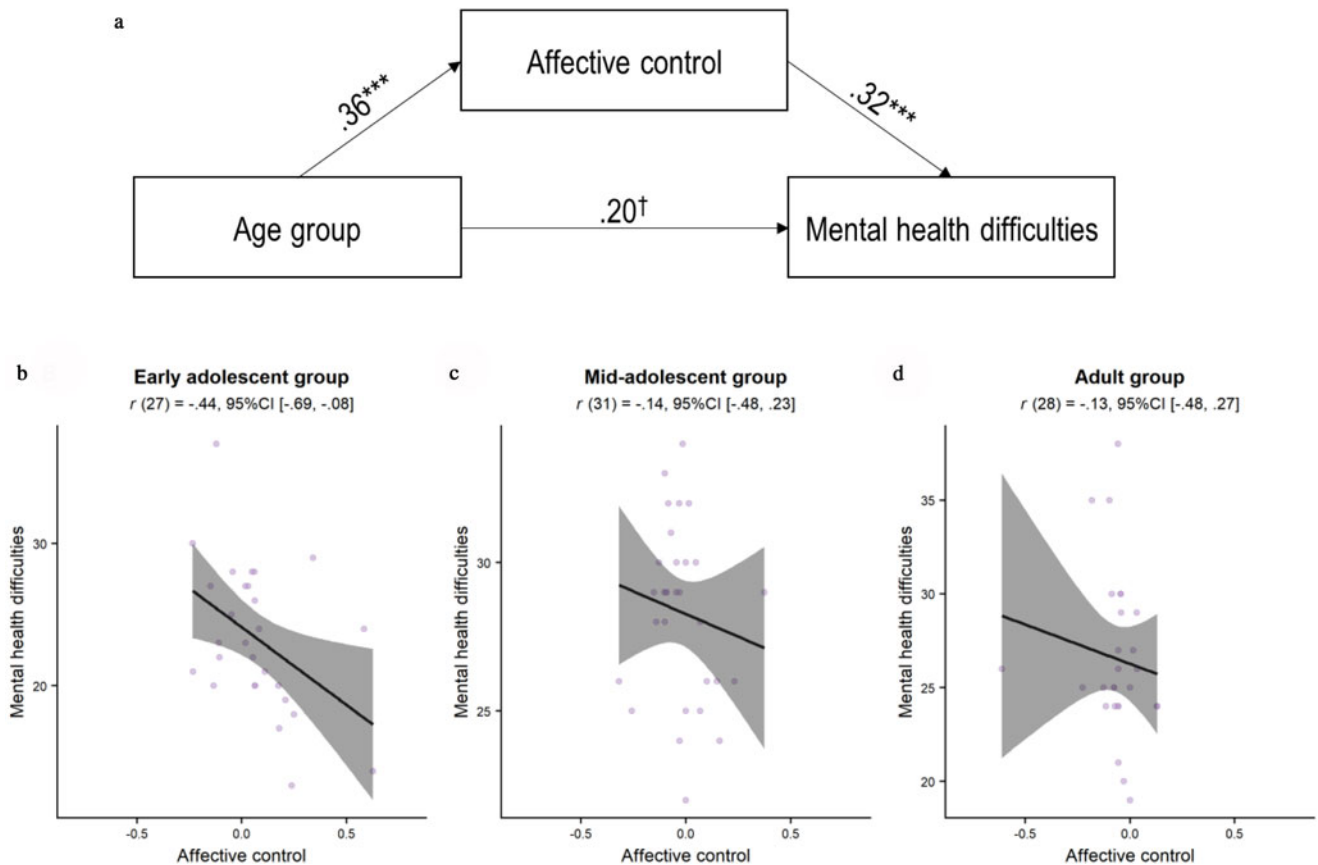 a
Affective control
.36***
.32***
Age group
.20†
Mental health difficulties
b
Early adolescent group
r (27) = -.44, 95%CI [-.69, -.08]
Mental health difficulties
30
20
-0.5
0.0
0.5
Affective control
c
Mid-adolescent group
r (31) = -.14, 95%CI [-.48, .23]
Mental health difficulties
30
25
-0.5
0.0
0.5
Affective control
d
Adult group
r (28) = -.13, 95%CI [-.48, .27]
Mental health difficulties
35
30
25
20
-0.5
0.0
0.5
Affective control